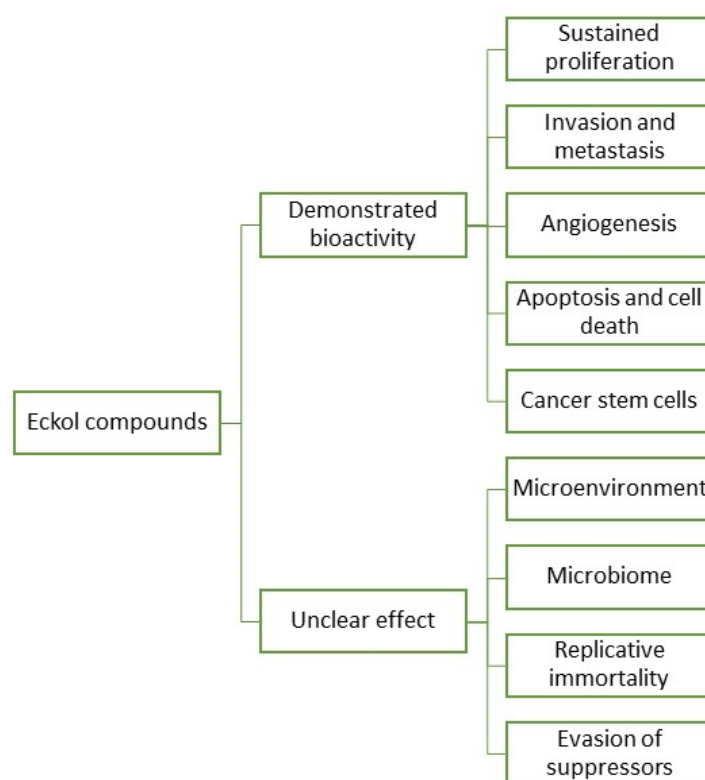 Eckol compounds
Demonstrated
bioactivity
Sustained
proliferation
Invasion and
metastasis
Angiogenesis
Apoptosis and cell
death
Cancer stem cells
Unclear effect
Microenvironment
Microbiome
Replicative
immortality
Evasion of
suppressors